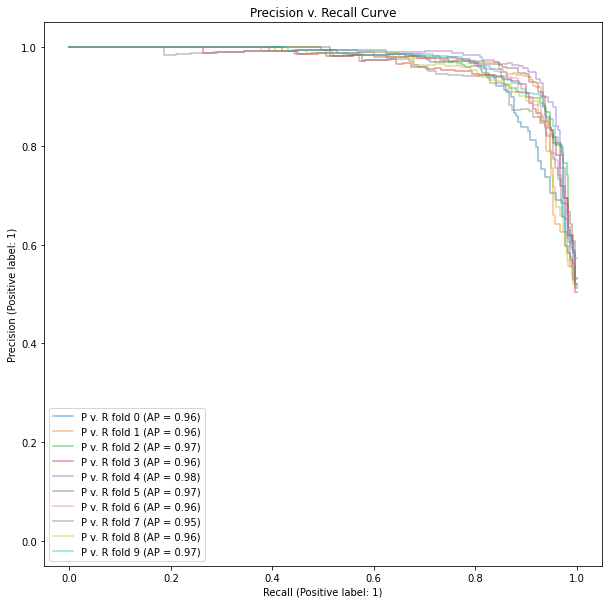 Precision v. Recall Curve
Precision (Positive label: 1)
1.0
0.8
0.6
0.4
0.2
0.0
P v. R fold 0 (AP = 0.96)
P v. R fold 1 (AP = 0.96)
P v. R fold 2 (AP = 0.97)
P v. R fold 3 (AP = 0.96)
P v. R fold 4 (AP = 0.98)
P v. R fold 5 (AP = 0.97)
P v. R fold 6 (AP = 0.96)
P v. R fold 7 (AP = 0.95)
P v. R fold 8 (AP = 0.96)
P v. R fold 9 (AP = 0.97)
0.0 0.2 0.4 0.6 0.8 1.0
Recall (Positive label: 1)